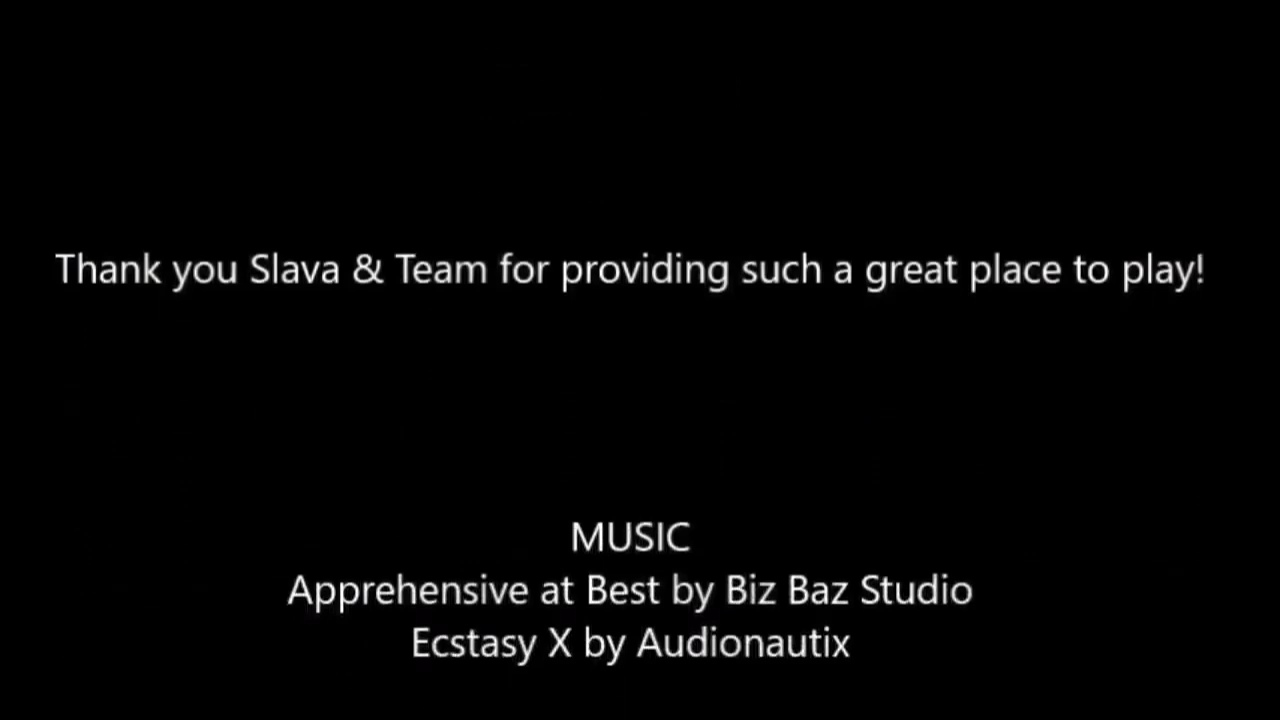 Thank you Slava & Team for providing such a great place to play!
MUSIC
Apprehensive at Best by Biz Baz Studio
Ecstasy X by Audionautix